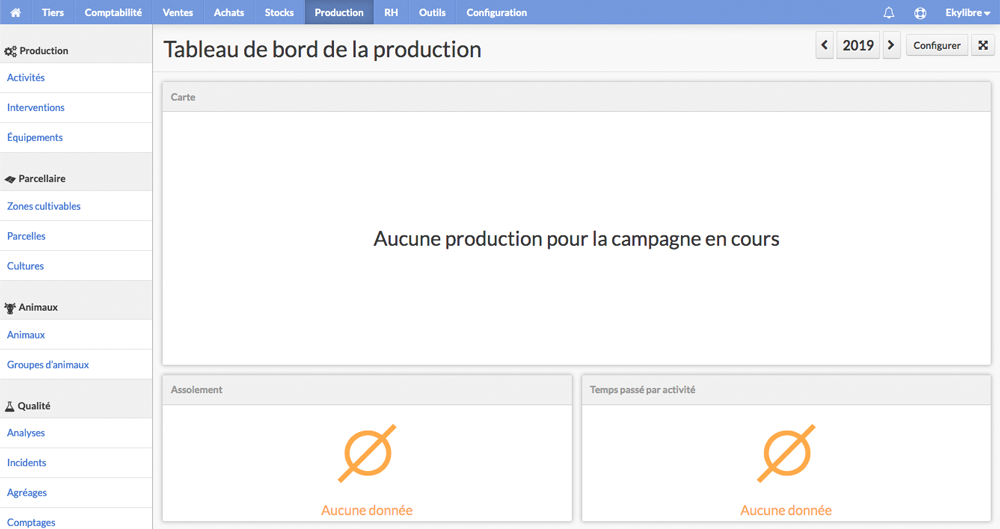 Tiers Comptabilité Ventes Achats Stocks Production RH Outils Configuration Ekylibre
Production
Activités
Interventions
Équipements
Parcellaire
Zones cultivables
Parcelles
Cultures
Animaux
Animaux
Groupes d'animaux
Qualité
Analyses
Incidents
Agréages
Comptages
Tableau de bord de la production
2019 Configurer
Carte
Aucune production pour la campagne en cours
Assolement
Aucune donnée
Temps passé par activité
Aucune donnée